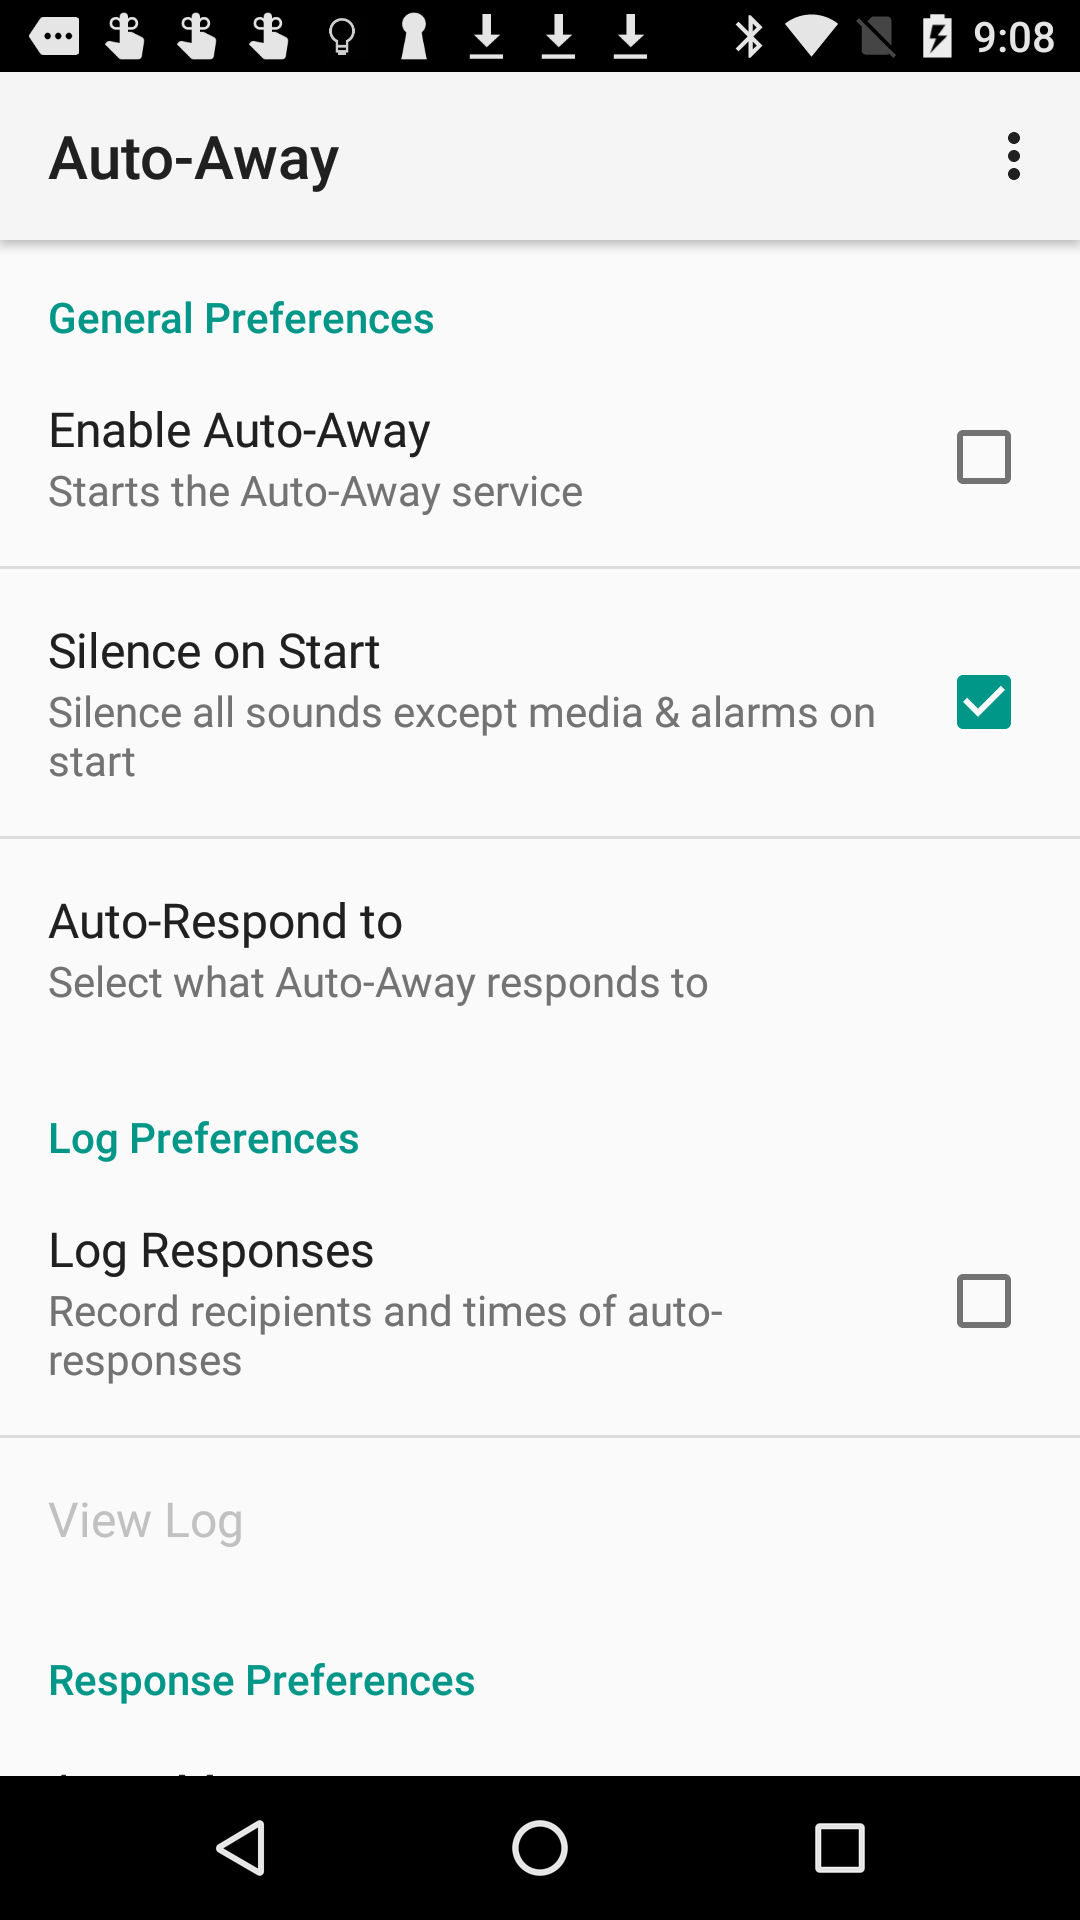 9:08
Auto-Away
General Preferences
Enable Auto-Away
Starts the Auto-Away service
Silence on Start
Silence all sounds except media & alarms on
start
Auto-Respond to
Select what Auto-Away responds to
Log Preferences
Log Responses
Record recipients and times of auto-
responses
View Log
Response Preferences